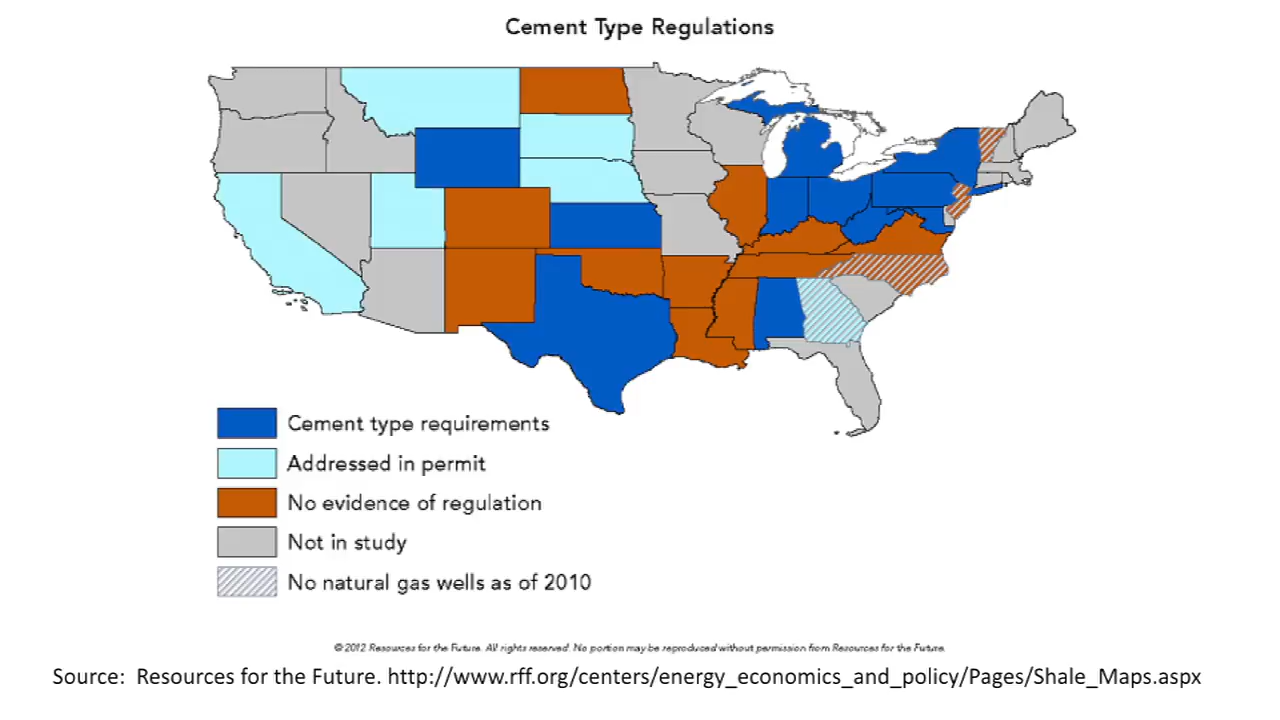 Cement Type Regulations
Cement type requirements
Addressed in permit
No evidence of regulation
Not in study
No natural gas wells as of 2010
© 2012 Resources for the Future. All rights reserved. No portion may be reproduced without permission from Resources for the Future.
Source:  Resources for the Future. http://www.rff.org/centers/energy_economics_and_policy/Pages/Shale_Maps.aspx